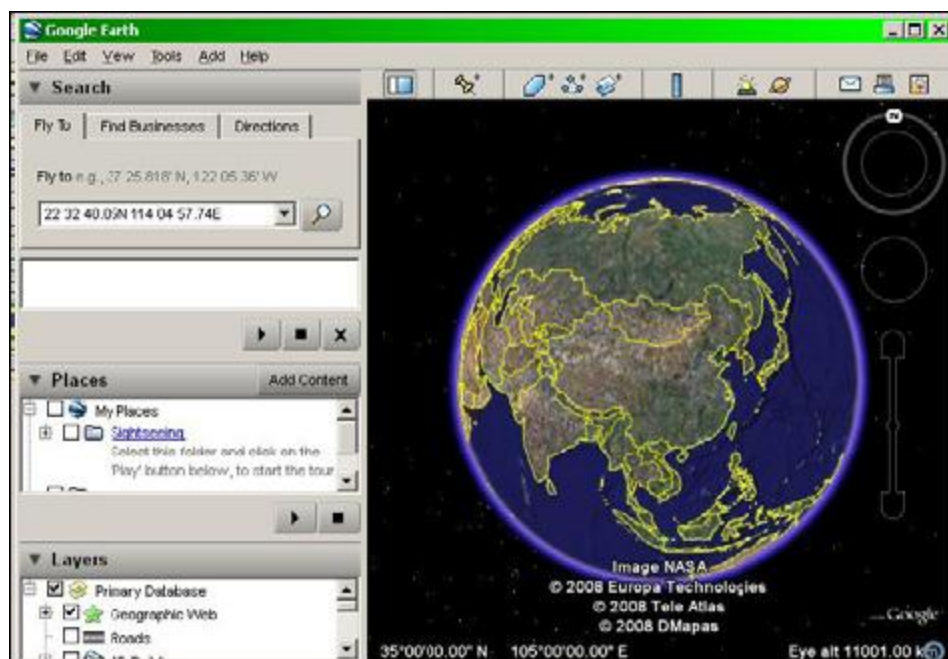 Google Earth
File Edit View Tools Add Help
Search
Fly To Find Businesses Directions
Fly to e.g., 37 25.818' N, 122 05.36' W
22 32 40.05N 114 04 57.74E
Places Add Content
My Places
Sightseeing
Select this folder and click on the
'Play' button below, to start the tour
Layers
Primary Database
Geographic Web
Roads
N
Image NASA
© 2008 Europa Technologies
© 2008 Tele Atlas
© 2008 DMapas
Google
35°00'00.00" N 105°00'00.00" E Eye alt 11001.00 km